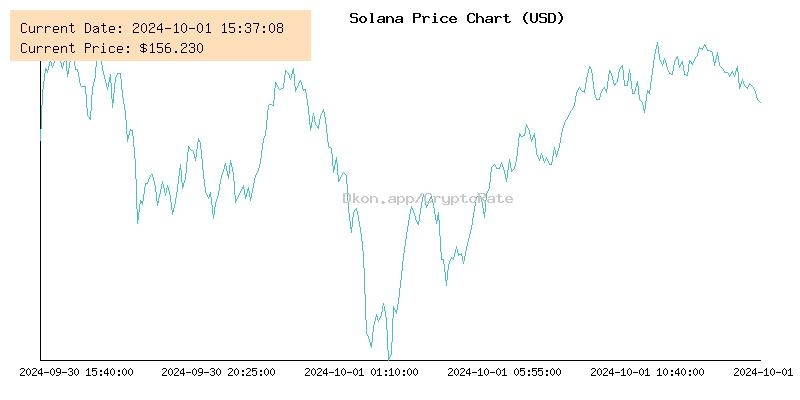 Solana Price Chart (USD)
Current Date: 2024-10-01 15:37:08
Current Price: $156.230
Dkon.app/CryptoRate
2024-09-30 15:40:00 2024-09-30 20:25:00 2024-10-01 01:10:00 2024-10-01 05:55:00 2024-10-01 10:40:00 2024-10-01